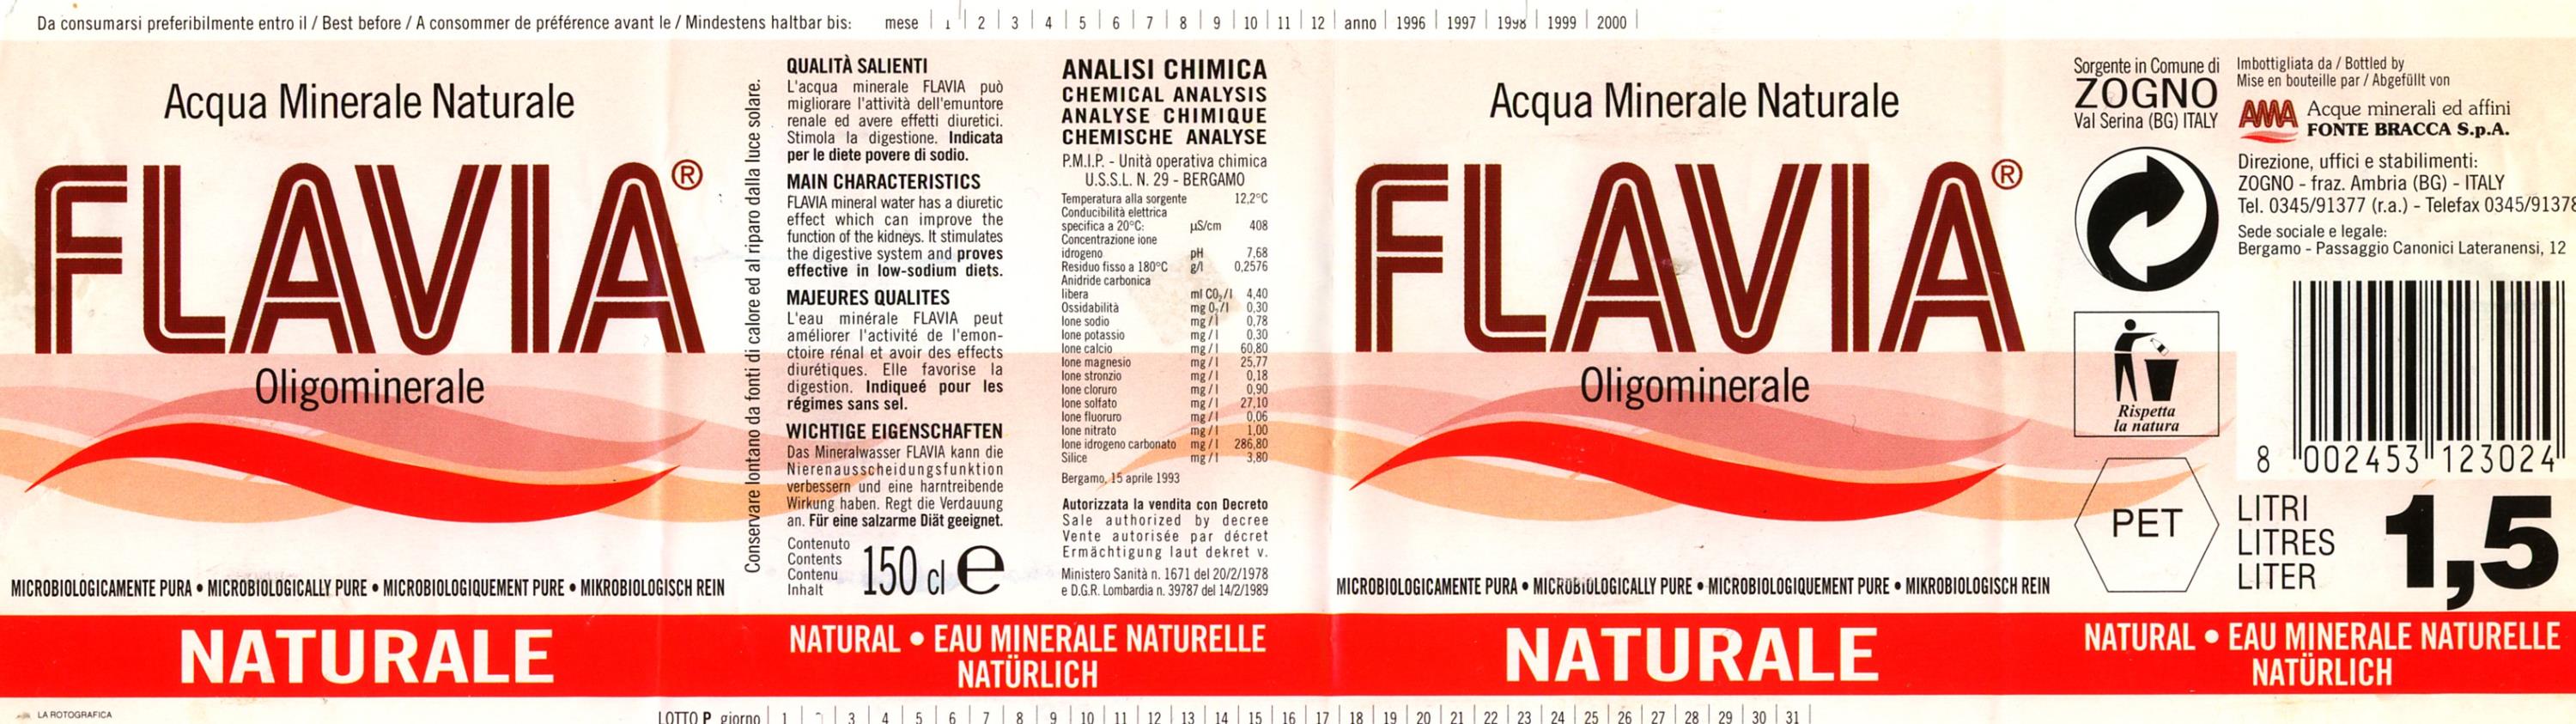 Da consumarsi preferibilmente entro il / Best before / A consommer de préférence avant le / Mindestens haltbar bis: mese 1 2 3 4 5 6 7 8 9 10 11 12 anno 1996 1997 1998 1999 2000
Acqua Minerale Naturale
FLAVIA®
Oligominerale
MICROBIOLOGICAMENTE PURA • MICROBIOLOGICALLY PURE • MICROBIOLOGIQUEMENT PURE • MIKROBIOLOGISCH REIN
NATURALE
LA ROTOGRAFICA
Conservare lontano da fonti di calore ed al riparo dalla luce solare.
QUALITÀ SALIENTI
L'acqua minerale FLAVIA può
migliorare l'attività dell'emuntore
renale ed avere effetti diuretici.
Stimola la digestione. Indicata
per le diete povere di sodio.
MAIN CHARACTERISTICS
FLAVIA mineral water has a diuretic
effect which can improve the
function of the kidneys. It stimulates
the digestive system and proves
effective in low-sodium diets.
MAJEURES QUALITES
L'eau minérale FLAVIA peut
améliorer l'activité de l'emon-
ctoire rénal et avoir des effects
diurétiques. Elle favorise la
digestion. Indiqueé pour les
régimes sans sel.
WICHTIGE EIGENSCHAFTEN
Das Mineralwasser FLAVIA kann die
Nierenausscheidungsfunktion
verbessern und eine harntreibende
Wirkung haben. Regt die Verdauung
an. Für eine salzarme Diät geeignet.
Contenuto
Contents
Contenu
Inhalt
150 cl e
ANALISI CHIMICA
CHEMICAL ANALYSIS
ANALYSE CHIMIQUE
CHEMISCHE ANALYSE
P.M.I.P. - Unità operativa chimica
U.S.S.L. N. 29 - BERGAMO
Temperatura alla sorgente 12,2°C
Conducibilità elettrica
specifica a 20°C: µS/cm 408
Concentrazione ione
idrogeno pH 7,68
Residuo fisso a 180°C g/l 0,2576
Anidride carbonica
libera ml CO2/l 4,40
Ossidabilità mg O2/l 0,30
Ione sodio mg/l 0,78
Ione potassio mg/l 0,30
Ione calcio mg/l 60,80
Ione magnesio mg/l 25,77
Ione stronzio mg/l 0,18
Ione cloruro mg/l 0,90
Ione solfato mg/l 27,10
Ione fluoruro mg/l 0,06
Ione nitrato mg/l 1,00
Ione idrogeno carbonato mg/l 286,80
Silice mg/l 3,80
Bergamo, 15 aprile 1993
Autorizzata la vendita con Decreto
Sale authorized by decree
Vente autorisée par décret
Ermächtigung laut dekret v.
Ministero Sanità n. 1671 del 20/2/1978
e D.G.R. Lombardia n. 39787 del 14/2/1989
NATURAL • EAU MINERALE NATURELLE
NATÜRLICH
Acqua Minerale Naturale
FLAVIA®
Oligominerale
MICROBIOLOGICAMENTE PURA • MICROBIOLOGICALLY PURE • MICROBIOLOGIQUEMENT PURE • MIKROBIOLOGISCH REIN
NATURALE
Sorgente in Comune di
ZOGNO
Val Serina (BG) ITALY
Rispetta
la natura
PET
Imbottigliata da / Bottled by
Mise en bouteille par / Abgefüllt von
AMA Acque minerali ed affini
FONTE BRACCA S.p.A.
Direzione, uffici e stabilimenti:
ZOGNO - fraz. Ambria (BG) - ITALY
Tel. 0345/91377 (r.a.) - Telefax 0345/91378
Sede sociale e legale:
Bergamo - Passaggio Canonici Lateranensi, 12
8 002453 123024
LITRI
LITRES
LITER
1,5
NATURAL • EAU MINERALE NATURELLE
NATÜRLICH
LOTTO P giorno 1 3 4 5 6 7 8 9 10 11 12 13 14 15 16 17 18 19 20 21 22 23 24 25 26 27 28 29 30 31